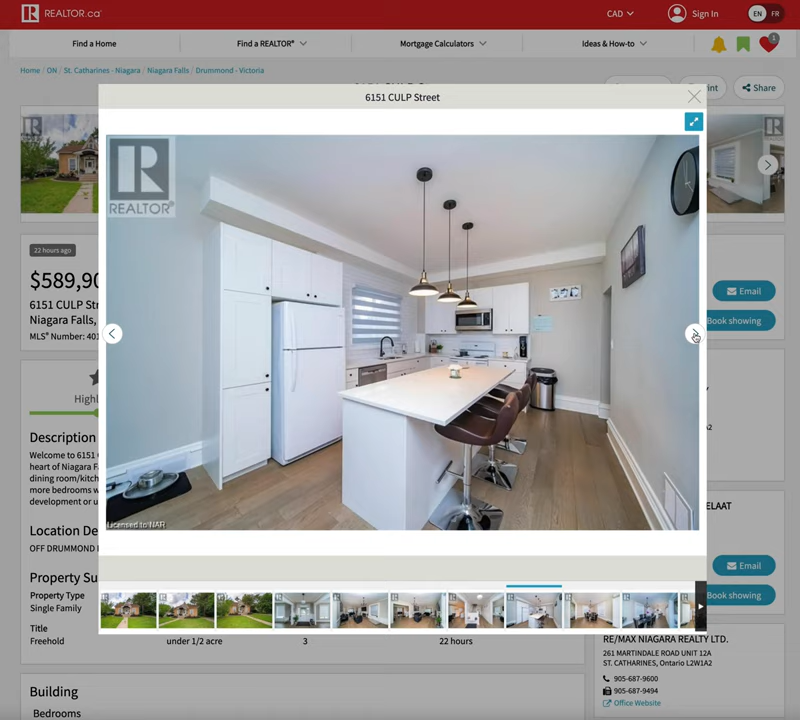 REALTOR.ca
CAD
Sign In
EN FR
Find a Home
Find a REALTOR®
Mortgage Calculators
Ideas & How-to
1
Home / ON / St. Catharines - Niagara / Niagara Falls / Drummond - Victoria
Share
6151 CULP Street
REALTOR®
22 hours ago
$589,90
6151 CULP Str
Niagara Falls,
MLS® Number: 401
Email
Book showing
Highl
Description
Welcome to 6151
heart of Niagara F
dining room/kitch
more bedrooms w
development or u
Licensed to NAR
Location De
OFF DRUMMOND
Property Su
Property Type
Single Family
Title
Freehold
under 1/2 acre
3
22 hours
ELAAT
Email
Book showing
RE/MAX NIAGARA REALTY LTD.
261 MARTINDALE ROAD UNIT 12A
ST. CATHARINES, Ontario L2W1A2
905-687-9600
905-687-9494
Office Website
Building
Bedrooms